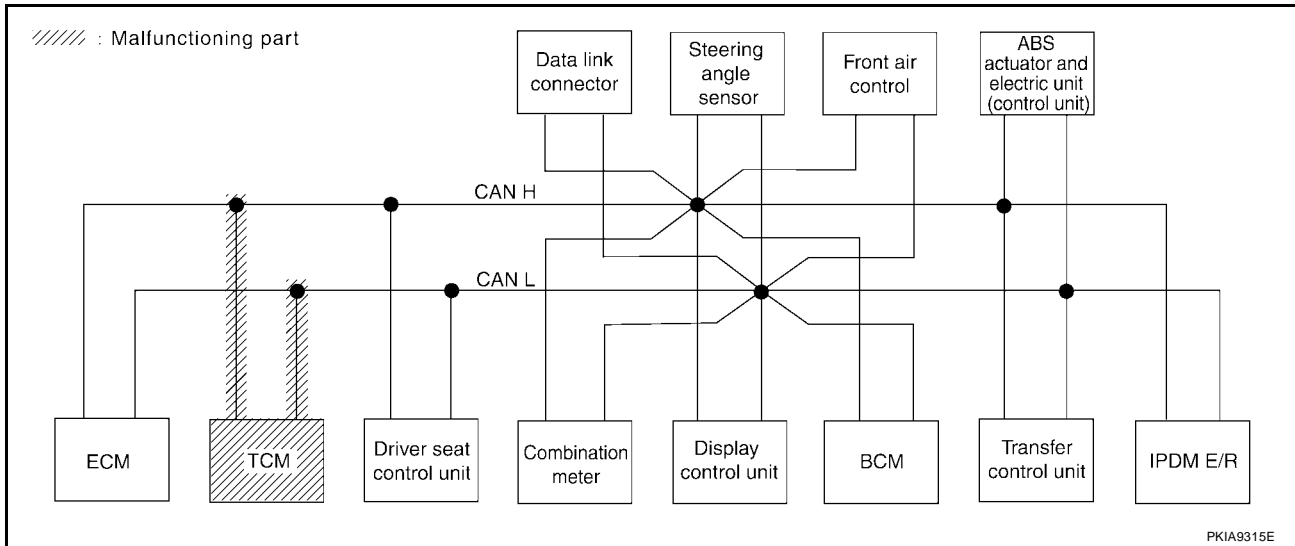 : Malfunctioning part
Data link
connector
Steering
angle
sensor
Front air
control
ABS
actuator and
electric unit
(control unit)
CAN H
CAN L
ECM
TCM
Driver seat
control unit
Combination
meter
Display
control unit
BCM
Transfer
control unit
IPDM E/R
PKIA9315E